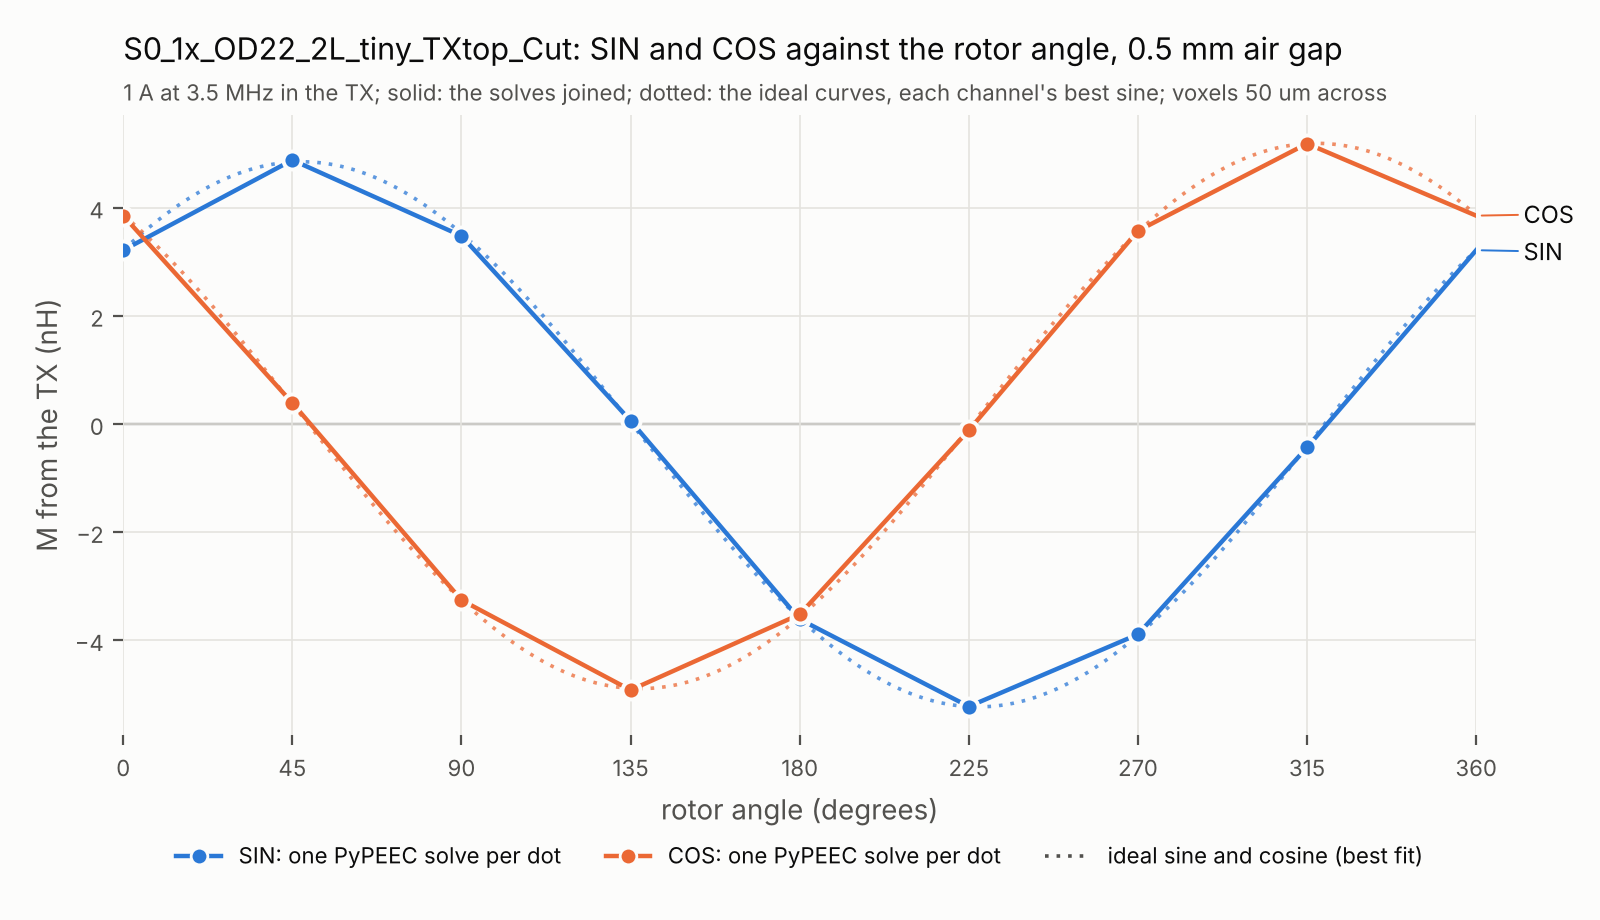 S0_1x_OD22_2L_tiny_TXtop_Cut: SIN and COS against the rotor angle, 0.5 mm air gap
1 A at 3.5 MHz in the TX; solid: the solves joined; dotted: the ideal curves, each channel's best sine; voxels 50 um across
M from the TX (nH)
4
2
0
−2
−4
COS
SIN
0 45 90 135 180 225 270 315 360
rotor angle (degrees)
SIN: one PyPEEC solve per dot COS: one PyPEEC solve per dot ideal sine and cosine (best fit)